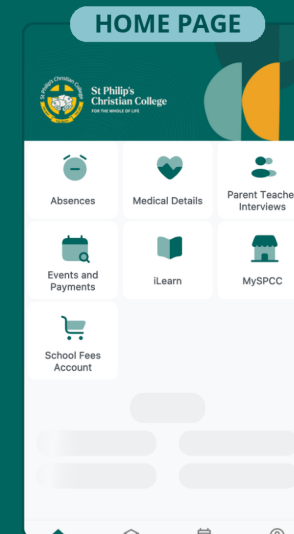 HOME PAGE
St Philip's
Christian College
FOR THE WHOLE OF LIFE
Absences
Medical Details
Parent Teache
Interviews
Events and
Payments
iLearn
MySPCC
School Fees
Account